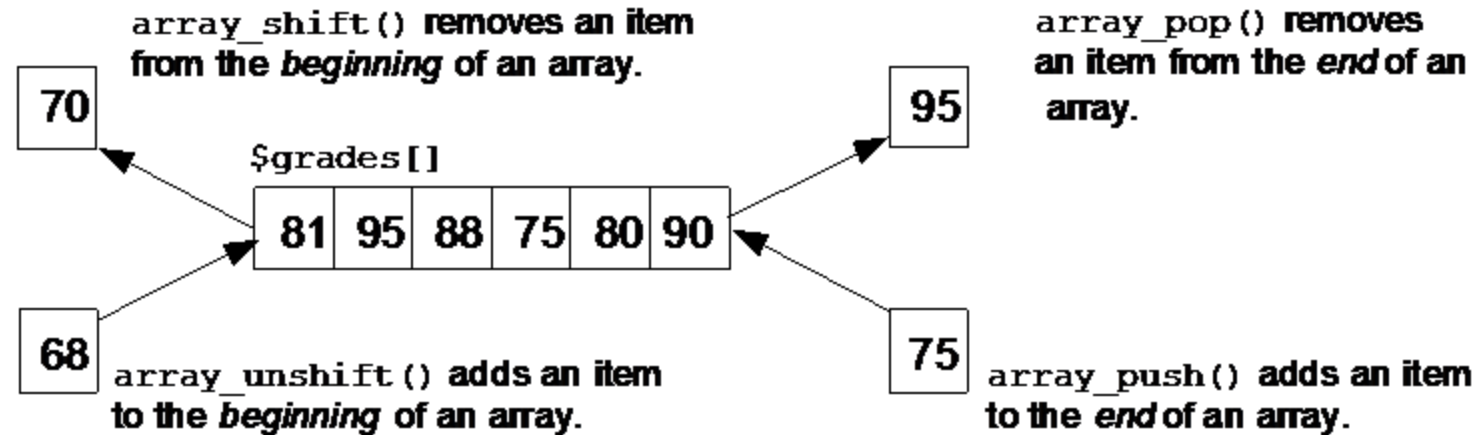 array_shift() removes an item
from the beginning of an array.
array_pop() removes
an item from the end of an
array.
70
95
$grades[]
81 95 88 75 80 90
68
75
array_unshift() adds an item
to the beginning of an array.
array_push() adds an item
to the end of an array.